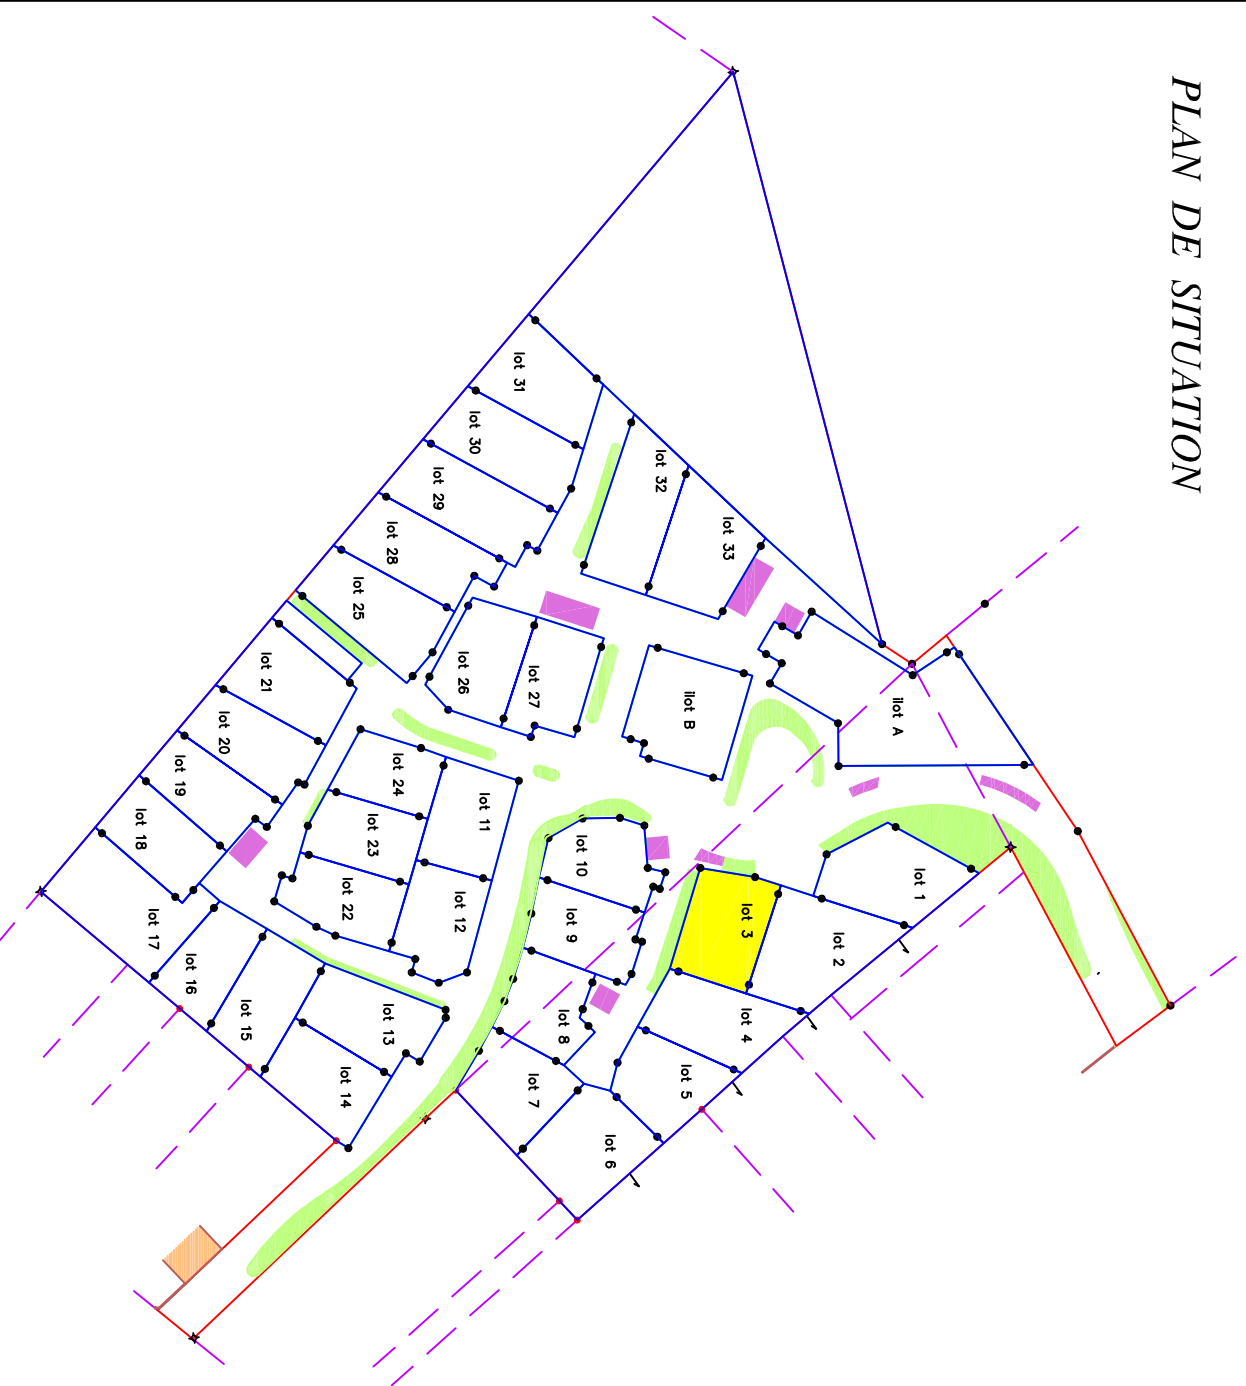 PLAN DE SITUATION
lot 31
lot 30
lot 29
lot 28
lot 25
lot 32
lot 33
lot 26
lot 27
ilot B
ilot A
lot 21
lot 20
lot 19
lot 18
lot 24
lot 23
lot 22
lot 11
lot 12
lot 10
lot 9
lot 8
lot 7
lot 6
lot 5
lot 4
lot 3
lot 2
lot 1
lot 17
lot 16
lot 15
lot 14
lot 13